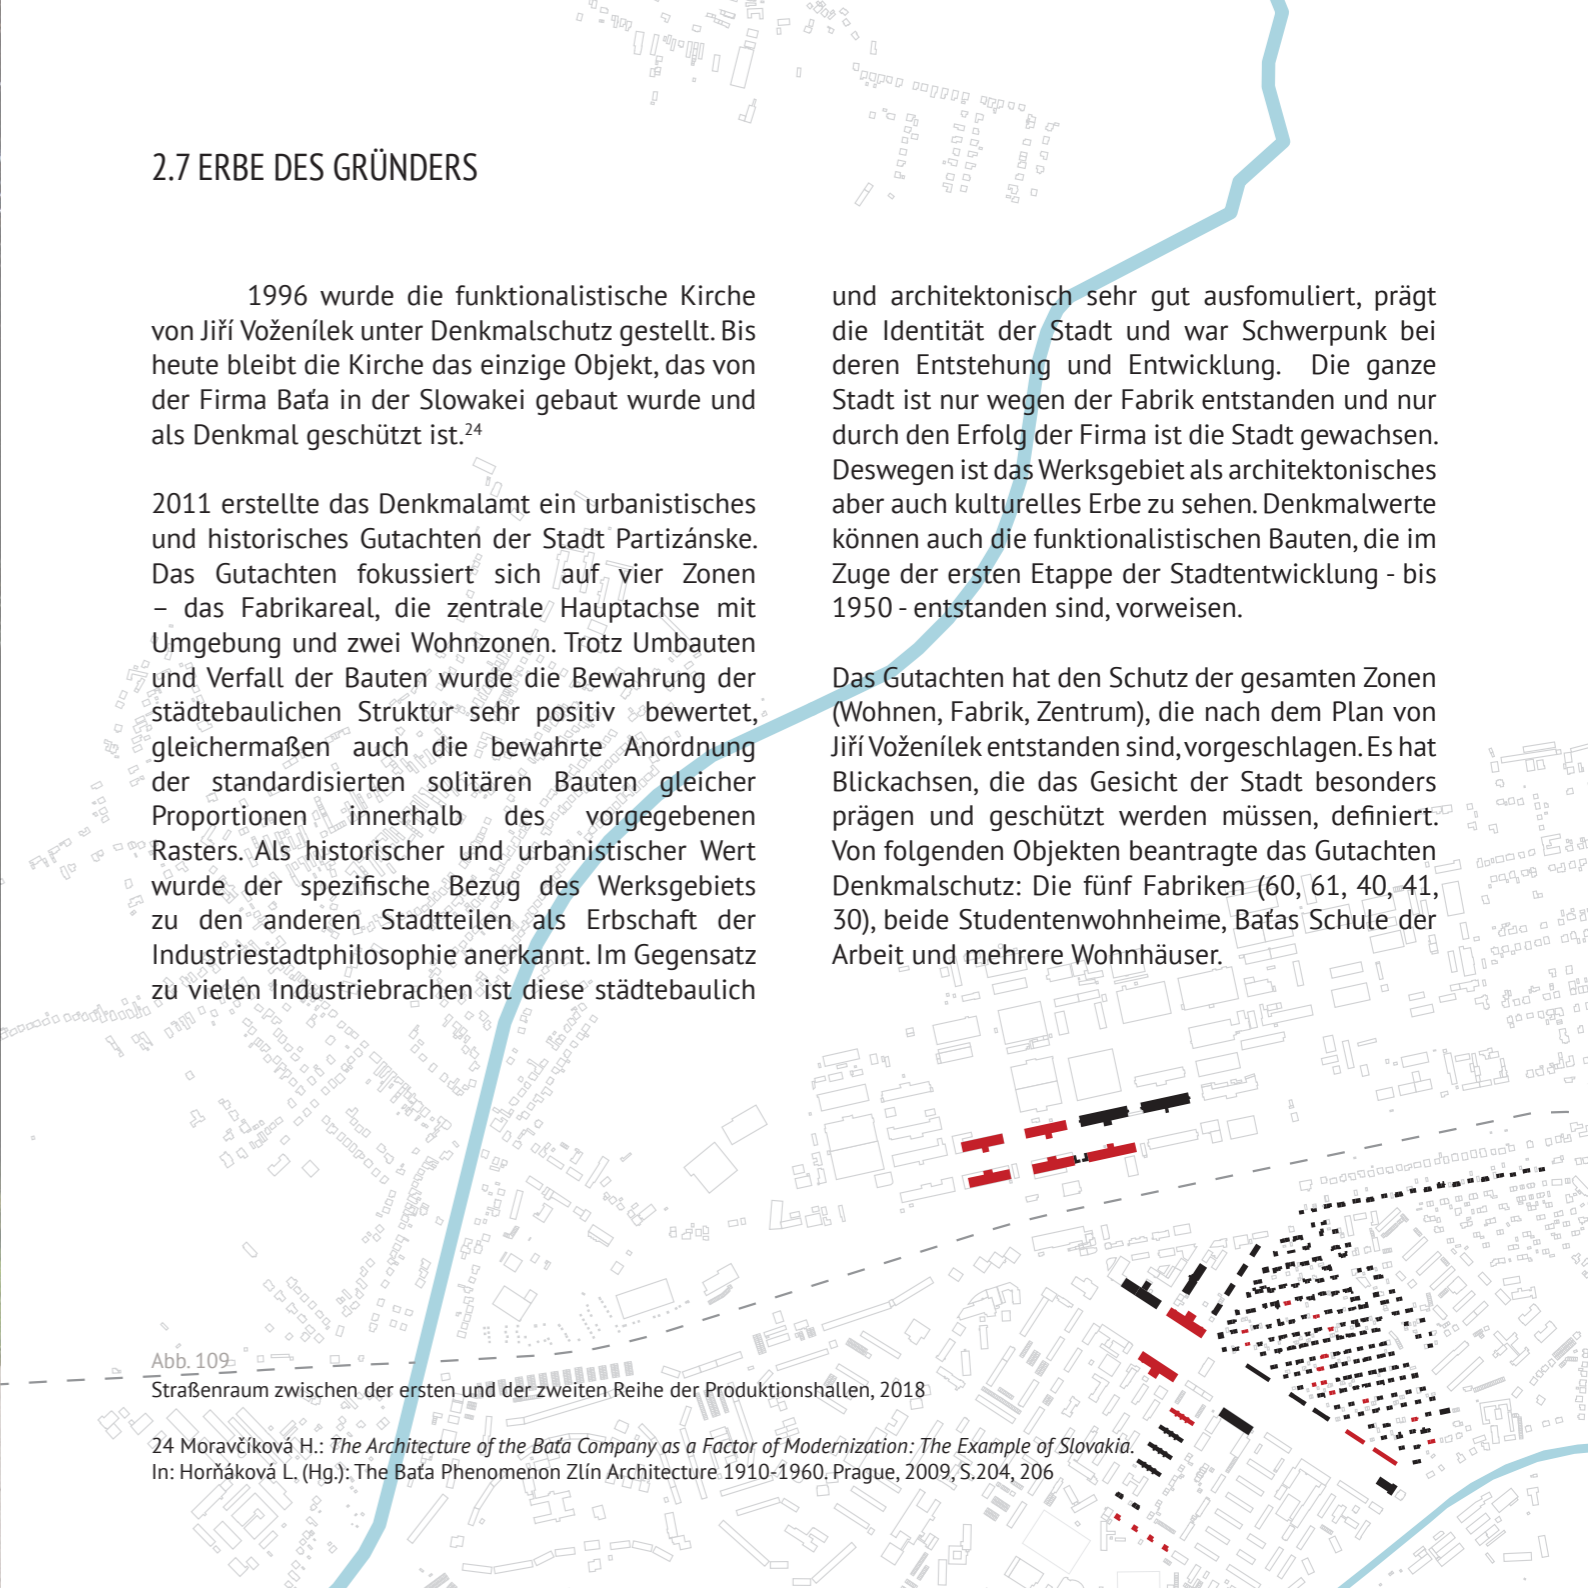 2.7 ERBE DES GRÜNDERS
1996 wurde die funktionalistische Kirche
von Jiří Voženílek unter Denkmalschutz gestellt. Bis
heute bleibt die Kirche das einzige Objekt, das von
der Firma Baťa in der Slowakei gebaut wurde und
als Denkmal geschützt ist.24
2011 erstellte das Denkmalamt ein urbanistisches
und historisches Gutachten der Stadt Partizánske.
Das Gutachten fokussiert sich auf vier Zonen
– das Fabrikareal, die zentrale Hauptachse mit
Umgebung und zwei Wohnzonen. Trotz Umbauten
und Verfall der Bauten wurde die Bewahrung der
städtebaulichen Struktur sehr positiv bewertet,
gleichermaßen auch die bewahrte Anordnung
der standardisierten solitären Bauten gleicher
Proportionen innerhalb des vorgegebenen
Rasters. Als historischer und urbanistischer Wert
wurde der spezifische Bezug des Werksgebiets
zu den anderen Stadtteilen als Erbschaft der
Industriestadtphilosophie anerkannt. Im Gegensatz
zu vielen Industriebrachen ist diese städtebaulich
und architektonisch sehr gut ausfomuliert, prägt
die Identität der Stadt und war Schwerpunk bei
deren Entstehung und Entwicklung. Die ganze
Stadt ist nur wegen der Fabrik entstanden und nur
durch den Erfolg der Firma ist die Stadt gewachsen.
Deswegen ist das Werksgebiet als architektonisches
aber auch kulturelles Erbe zu sehen. Denkmalwerte
können auch die funktionalistischen Bauten, die im
Zuge der ersten Etappe der Stadtentwicklung - bis
1950 - entstanden sind, vorweisen.
Das Gutachten hat den Schutz der gesamten Zonen
(Wohnen, Fabrik, Zentrum), die nach dem Plan von
Jiří Voženílek entstanden sind, vorgeschlagen. Es hat
Blickachsen, die das Gesicht der Stadt besonders
prägen und geschützt werden müssen, definiert.
Von folgenden Objekten beantragte das Gutachten
Denkmalschutz: Die fünf Fabriken (60, 61, 40, 41,
30), beide Studentenwohnheime, Baťas Schule der
Arbeit und mehrere Wohnhäuser.
Abb. 109
Straßenraum zwischen der ersten und der zweiten Reihe der Produktionshallen, 2018
24 Moravčíková H.: The Architecture of the Baťa Company as a Factor of Modernization: The Example of Slovakia.
In: Horňáková L. (Hg.): The Baťa Phenomenon Zlín Architecture 1910-1960. Prague, 2009, S.204, 206